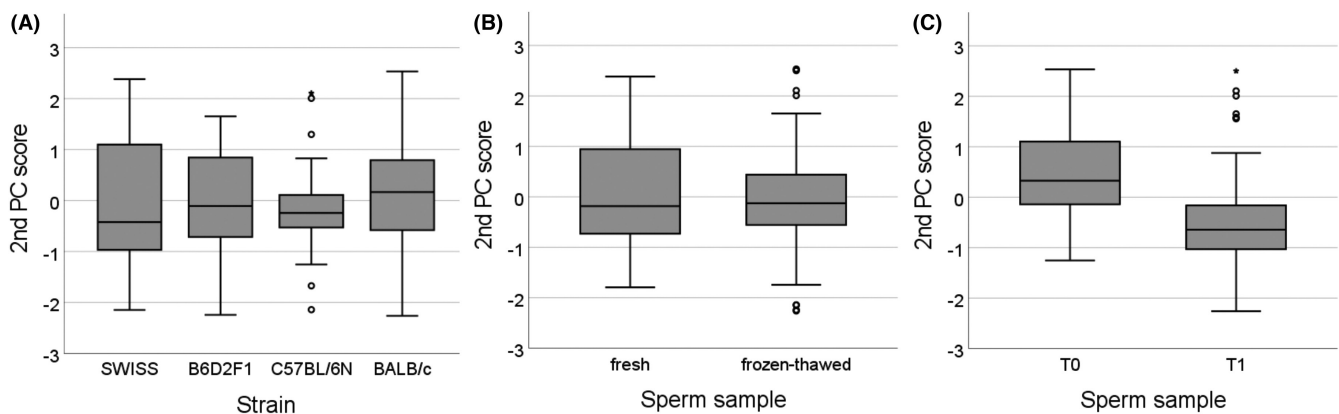 (A)
2nd PC score
3
2
1
0
-1
-2
-3
SWISS B6D2F1 C57BL/6N BALB/c
Strain
(B)
2nd PC score
3
2
1
0
-1
-2
-3
fresh frozen-thawed
Sperm sample
(C)
2nd PC score
3
2
1
0
-1
-2
-3
T0 T1
Sperm sample